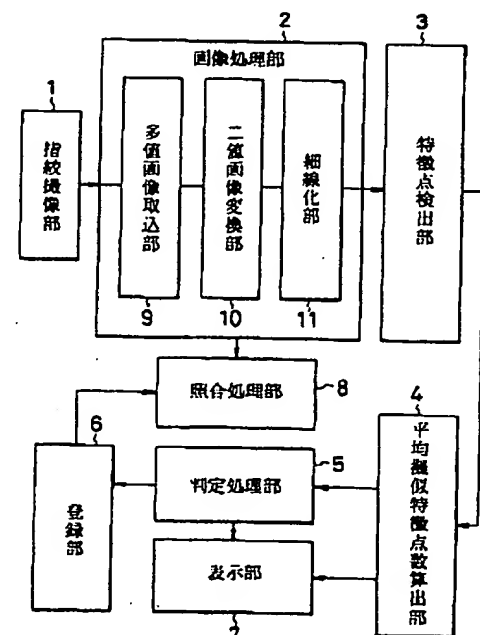 2
画像処理部
3
1
指紋撮像部
多値画像取込部
二値画像変換部
細線化部
特徴点検出部
9
10
11
照合処理部
8
4
6
5
判定処理部
登録部
平均擬似特徴点数算出部
表示部
7